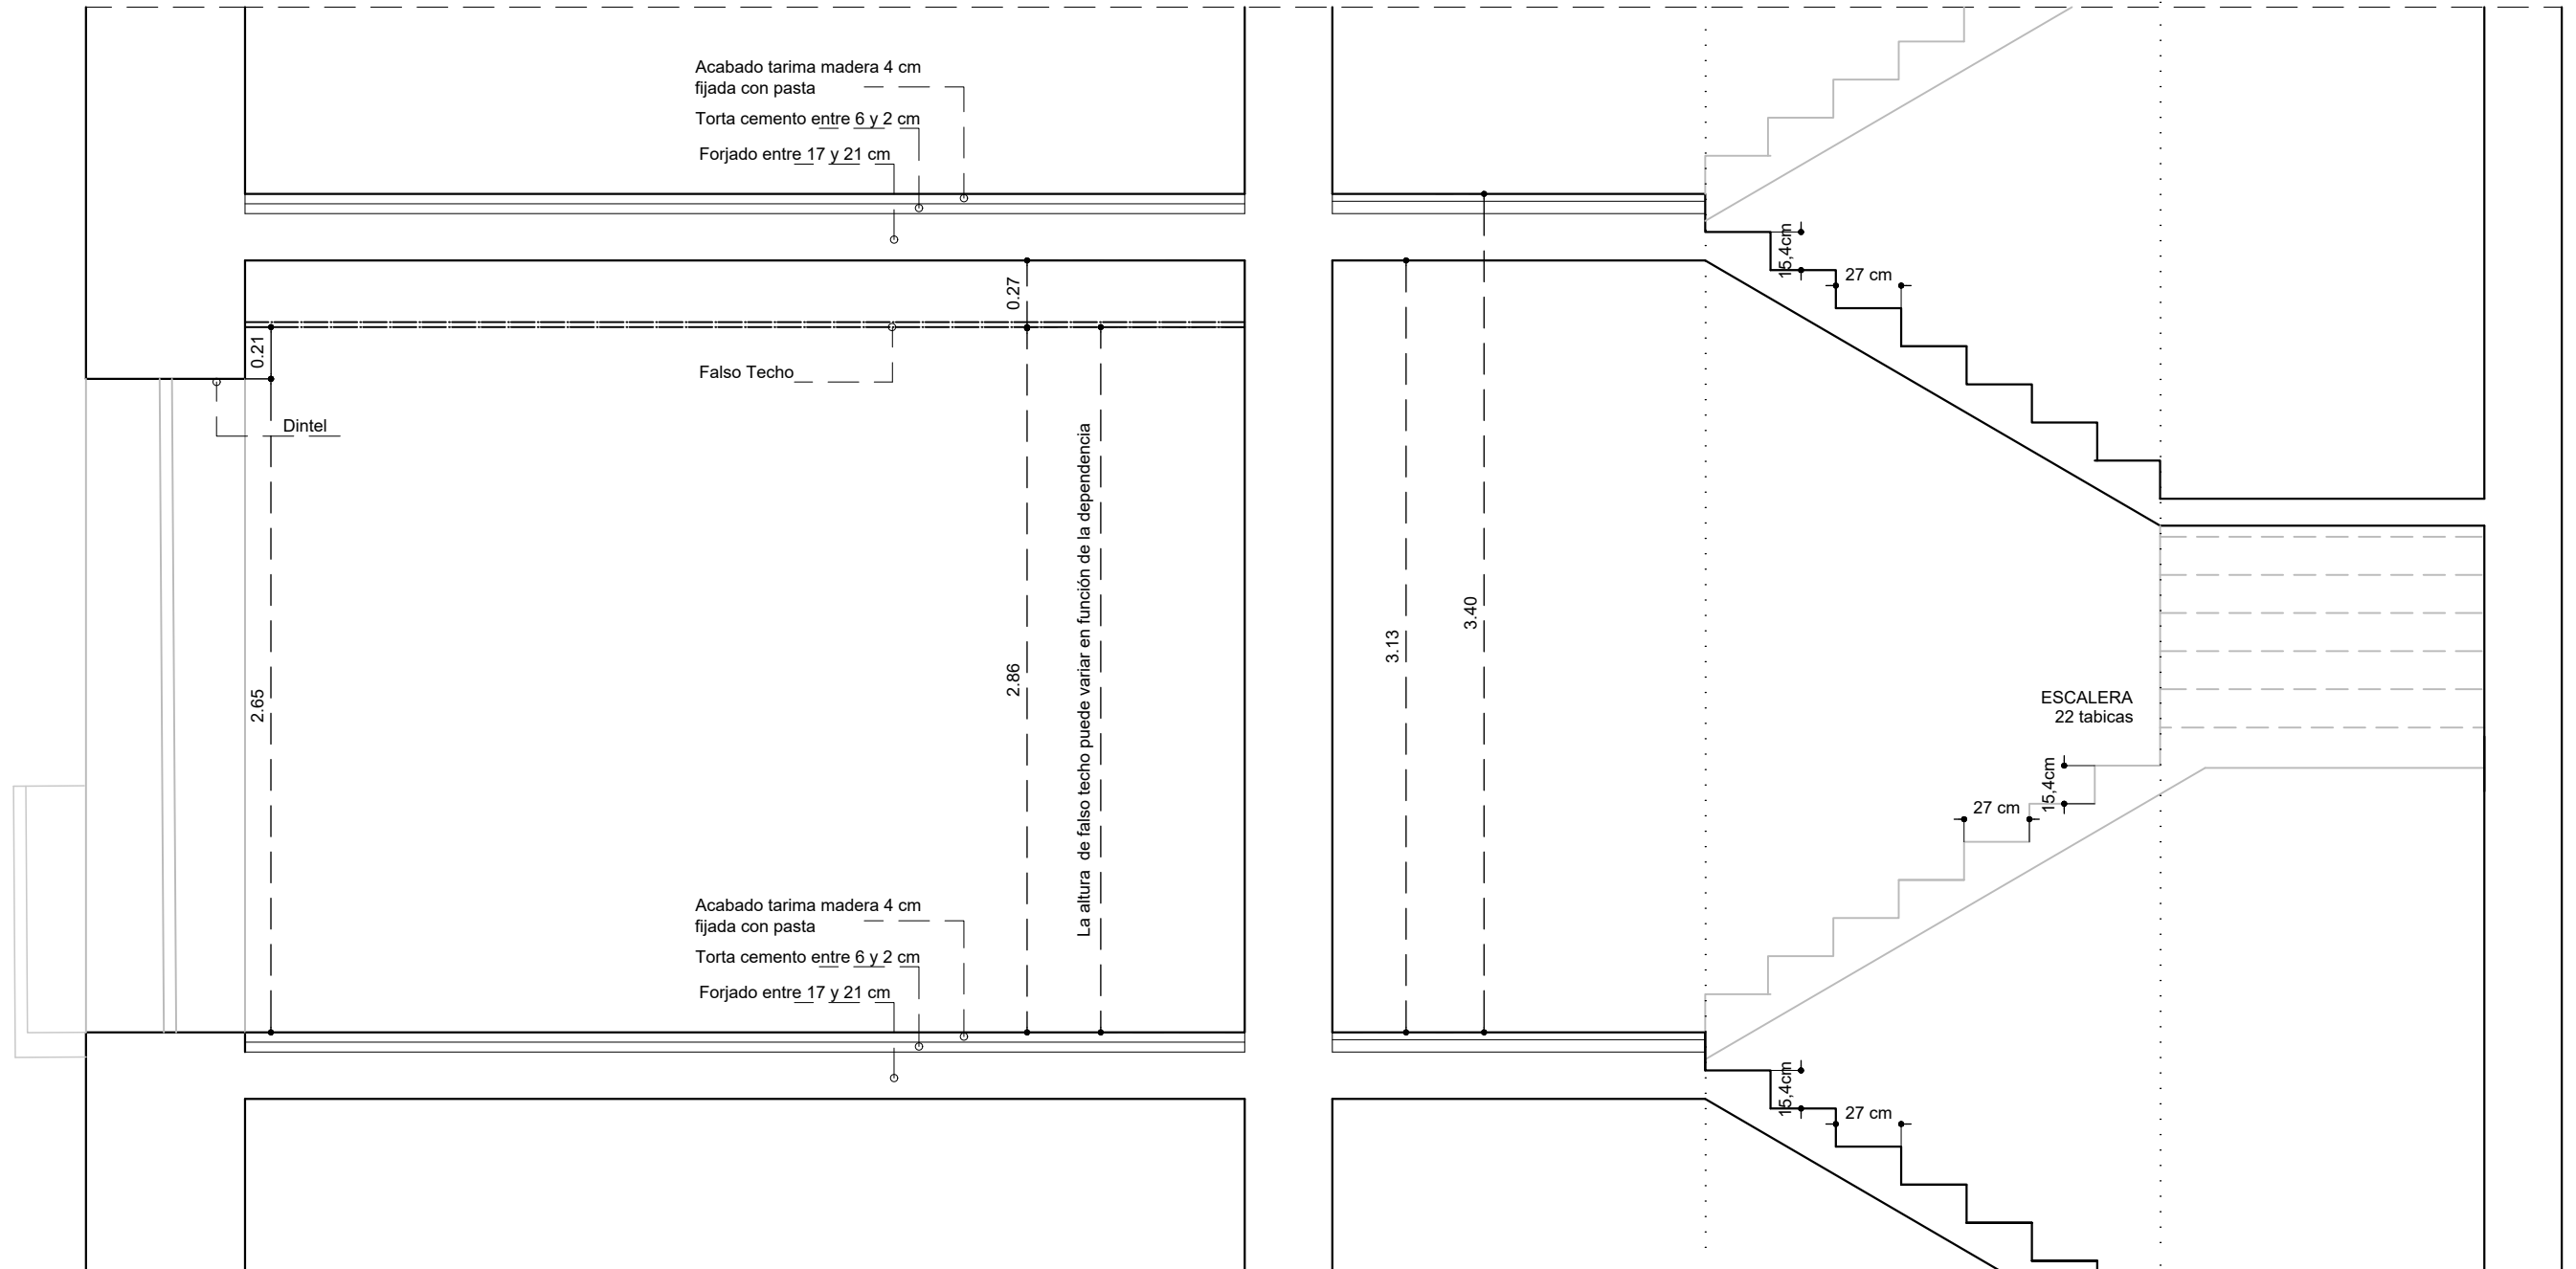 Acabado tarima madera 4 cm
fijada con pasta
Torta cemento entre 6 y 2 cm
Forjado entre 17 y 21 cm
15,4cm
27 cm
0.27
0.21
Falso Techo
Dintel
La altura de falso techo puede variar en función de la dependencia
2.65
2.86
3.13
3.40
ESCALERA
22 tabicas
15,4cm
27 cm
Acabado tarima madera 4 cm
fijada con pasta
Torta cemento entre 6 y 2 cm
Forjado entre 17 y 21 cm
15,4cm
27 cm